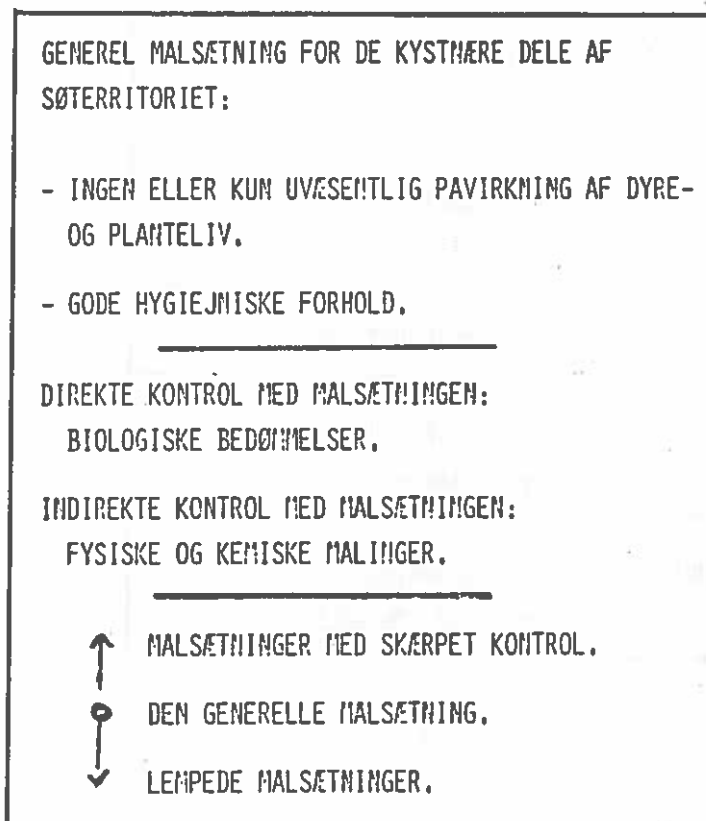 GENEREL MALSÆTNING FOR DE KYSTNÆRE DELE AF
SØTERRITORIET:
- INGEN ELLER KUN UVÆSENTLIG PAVIRKNING AF DYRE-
OG PLANTELIV.
- GODE HYGIEJNISKE FORHOLD.
DIREKTE KONTROL MED MALSÆTNINGEN:
BIOLOGISKE BEDØMMELSER.
INDIREKTE KONTROL MED MALSÆTNINGEN:
FYSISKE OG KEMISKE MALINGER.
MALSÆTNINGER MED SKÆRPET KONTROL.
DEN GENERELLE MALSÆTNING.
LEMPEDE MALSÆTNINGER.